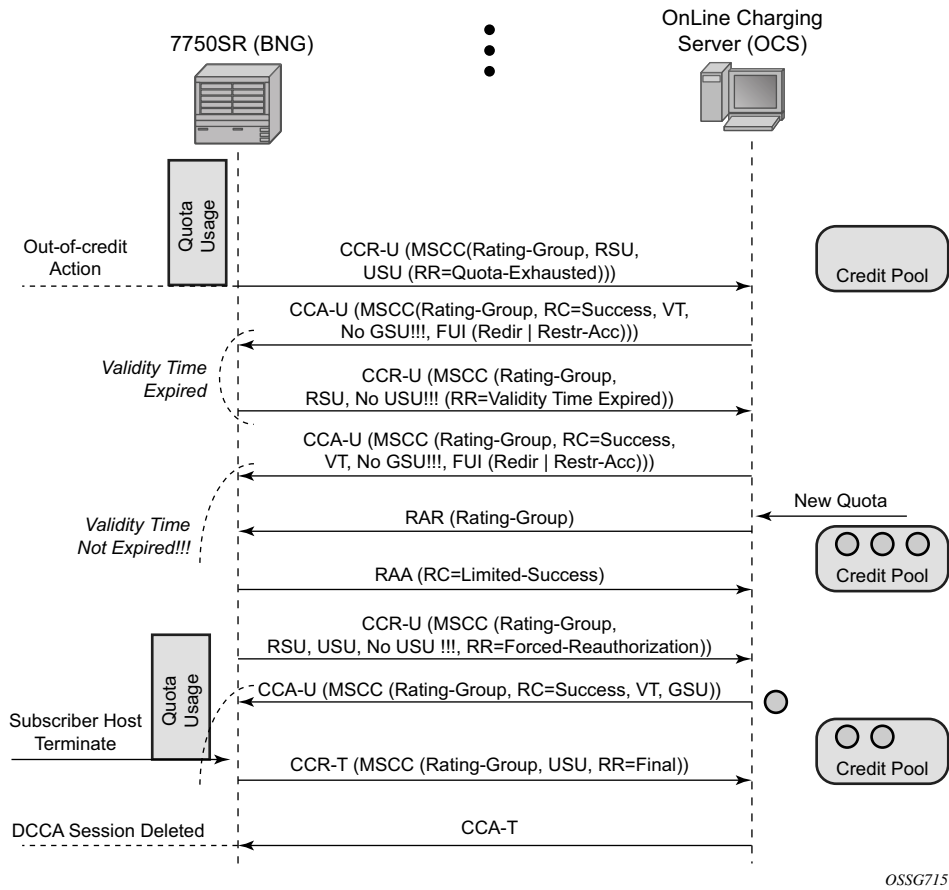 7750SR (BNG)
OnLine Charging
Server (OCS)
Quota
Usage
Out-of-credit
Action
CCR-U (MSCC(Rating-Group, RSU,
USU (RR=Quota-Exhausted)))
Credit Pool
CCA-U (MSCC(Rating-Group, RC=Success, VT,
No GSU!!!, FUI (Redir | Restr-Acc)))
Validity Time
Expired
CCR-U (MSCC (Rating-Group,
RSU, No USU!!! (RR=Validity Time Expired))
CCA-U (MSCC (Rating-Group, RC=Success,
VT, No GSU!!!, FUI (Redir | Restr-Acc)))
New Quota
Validity Time
Not Expired!!!
RAR (Rating-Group)
Credit Pool
RAA (RC=Limited-Success)
CCR-U (MSCC (Rating-Group,
RSU, USU, No USU !!!, RR=Forced-Reauthorization))
Quota
Usage
CCA-U (MSCC (Rating-Group, RC=Success, VT, GSU))
Subscriber Host
Terminate
CCR-T (MSCC (Rating-Group, USU, RR=Final))
Credit Pool
DCCA Session Deleted
CCA-T
OSSG715